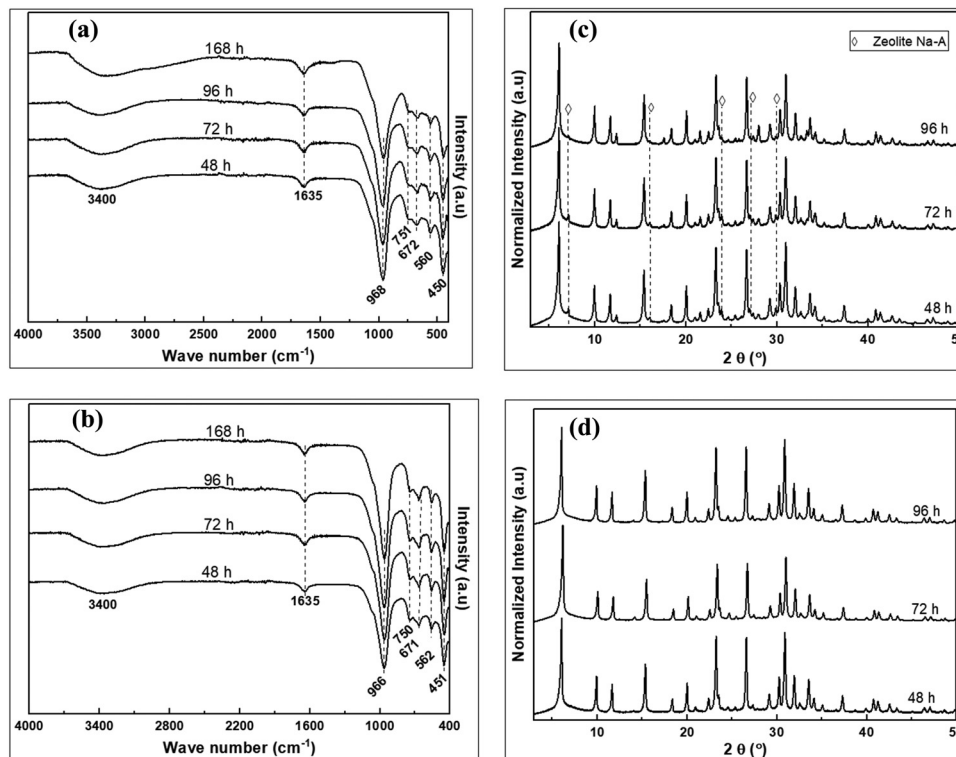 (a)
168 h
96 h
72 h
48 h
3400
1635
968
751
672
560
450
Intensity (a.u)
4000 3500 3000 2500 2000 1500 1000 500
Wave number (cm⁻¹)
(c)
◊ Zeolite Na-A
96 h
72 h
48 h
Normalized Intensity (a.u)
10 20 30 40 50
2 θ (°)
(b)
168 h
96 h
72 h
48 h
3400
1635
966
750
671
562
451
Intensity (a.u)
4000 3400 2800 2200 1600 1000 400
Wave number (cm⁻¹)
(d)
96 h
72 h
48 h
Normalized Intensity (a.u)
10 20 30 40 50
2 θ (°)